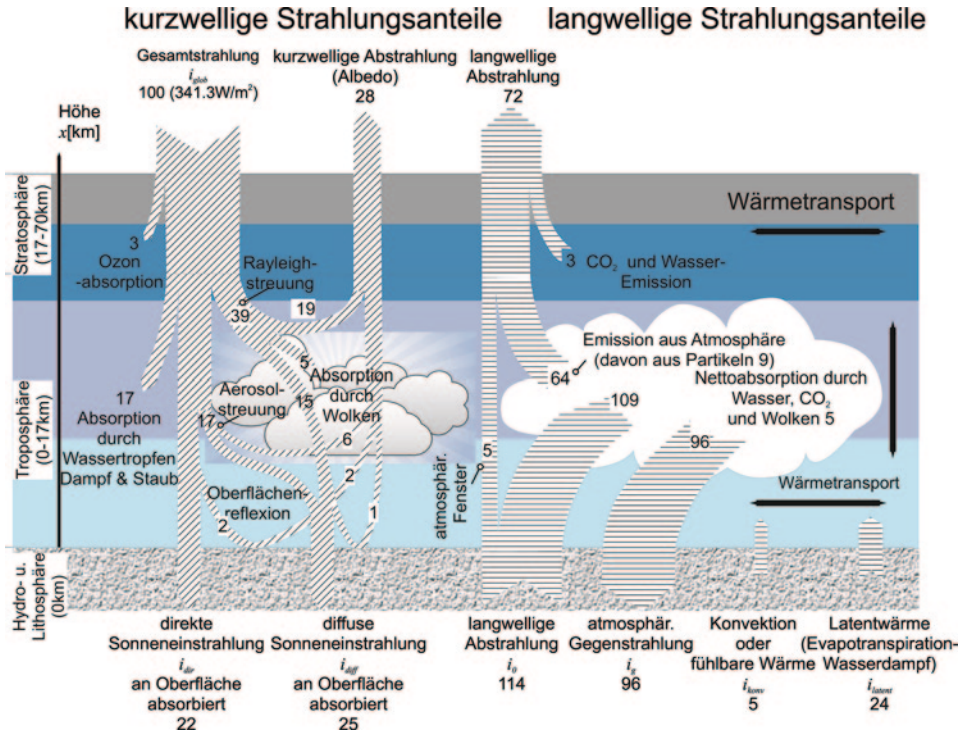 kurzwellige Strahlungsanteile
langwellige Strahlungsanteile
Gesamtstrahlung
i_glob
100 (341.3W/m²)
kurzwellige Abstrahlung
(Albedo)
28
langwellige
Abstrahlung
72
Höhe
x[km]
Stratosphäre
(17-70km)
Troposphäre
(0-17km)
Hydro- u.
Lithosphäre
(0km)
Wärmetransport
3
Ozon
-absorption
Rayleigh-
streuung
39
19
3
CO₂ und Wasser-
Emission
17
Absorption
durch
Wassertropfen
Dampf & Staub
Aerosol-
streuung
17
5
15
Absorption
durch
Wolken
6
2
1
Oberflächen-
reflexion
2
5
atmosphär.
Fenster
64
Emission aus Atmosphäre
(davon aus Partikeln 9)
109
Nettoabsorption durch
Wasser, CO₂
und Wolken 5
96
Wärmetransport
direkte
Sonneneinstrahlung
i_dir
an Oberfläche
absorbiert
22
diffuse
Sonneneinstrahlung
i_diff
an Oberfläche
absorbiert
25
langwellige
Abstrahlung
i_0
114
atmosphär.
Gegenstrahlung
i_g
96
Konvektion
oder
fühlbare Wärme
i_konv
5
Latentwärme
(Evapotranspiration-
Wasserdampf)
i_latent
24